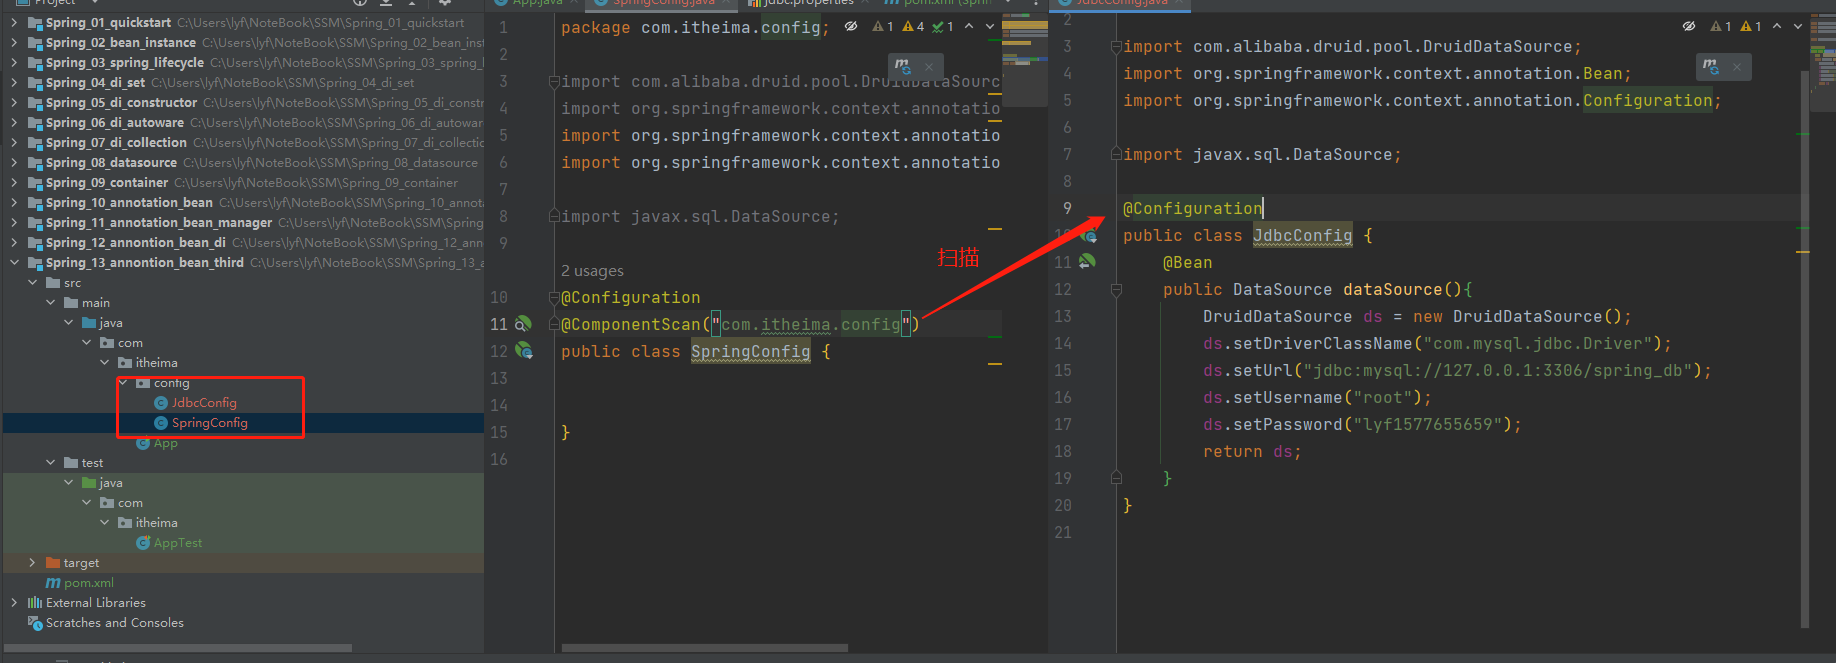 Project
Spring_01_quickstart C:\Users\lyf\NoteBook\SSM\Spring_01_quickstart
Spring_02_bean_instance C:\Users\lyf\NoteBook\SSM\Spring_02_bean_inst
Spring_03_spring_lifecycle C:\Users\lyf\NoteBook\SSM\Spring_03_spring_l
Spring_04_di_set C:\Users\lyf\NoteBook\SSM\Spring_04_di_set
Spring_05_di_constructor C:\Users\lyf\NoteBook\SSM\Spring_05_di_constr
Spring_06_di_autoware C:\Users\lyf\NoteBook\SSM\Spring_06_di_autowar
Spring_07_di_collection C:\Users\lyf\NoteBook\SSM\Spring_07_di_collectio
Spring_08_datasource C:\Users\lyf\NoteBook\SSM\Spring_08_datasource
Spring_09_container C:\Users\lyf\NoteBook\SSM\Spring_09_container
Spring_10_annotation_bean C:\Users\lyf\NoteBook\SSM\Spring_10_annota
Spring_11_annotation_bean_manager C:\Users\lyf\NoteBook\SSM\Sprin
Spring_12_annontion_bean_di C:\Users\lyf\NoteBook\SSM\Spring_12_ann
Spring_13_annontion_bean_third C:\Users\lyf\NoteBook\SSM\Spring_13_a
src
main
java
com
itheima
config
JdbcConfig
SpringConfig
App
test
java
com
itheima
AppTest
target
pom.xml
External Libraries
Scratches and Consoles
App.java
SpringConfig.java
jdbc.properties
pom.xml (Sprin
1 package com.itheima.config;
1 4 1
2
3 import com.alibaba.druid.pool.DruidDataSourc
4 import org.springframework.context.annotatio
5 import org.springframework.context.annotatio
6 import org.springframework.context.annotatio
7
8 import javax.sql.DataSource;
9
2 usages
10 @Configuration
11 @ComponentScan("com.itheima.config")
12 public class SpringConfig {
13
14
15 }
16
扫描
JdbcConfig.java
1 1
2
3 import com.alibaba.druid.pool.DruidDataSource;
4 import org.springframework.context.annotation.Bean;
5 import org.springframework.context.annotation.Configuration;
6
7 import javax.sql.DataSource;
8
9 @Configuration
10 public class JdbcConfig {
11 @Bean
12 public DataSource dataSource(){
13 DruidDataSource ds = new DruidDataSource();
14 ds.setDriverClassName("com.mysql.jdbc.Driver");
15 ds.setUrl("jdbc:mysql://127.0.0.1:3306/spring_db");
16 ds.setUsername("root");
17 ds.setPassword("lyf1577655659");
18 return ds;
19 }
20 }
21